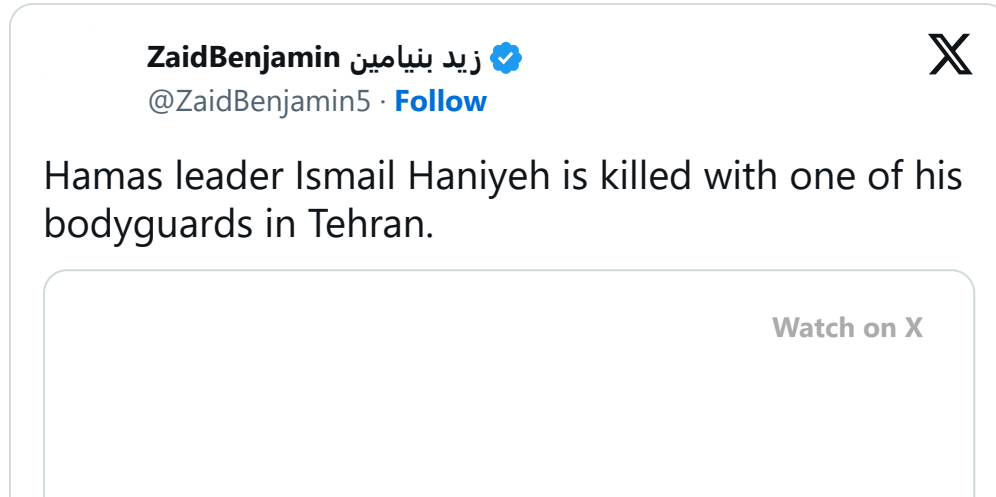 ZaidBenjamin زيد بنيامين
@ZaidBenjamin5 · Follow
Hamas leader Ismail Haniyeh is killed with one of his
bodyguards in Tehran.
Watch on X